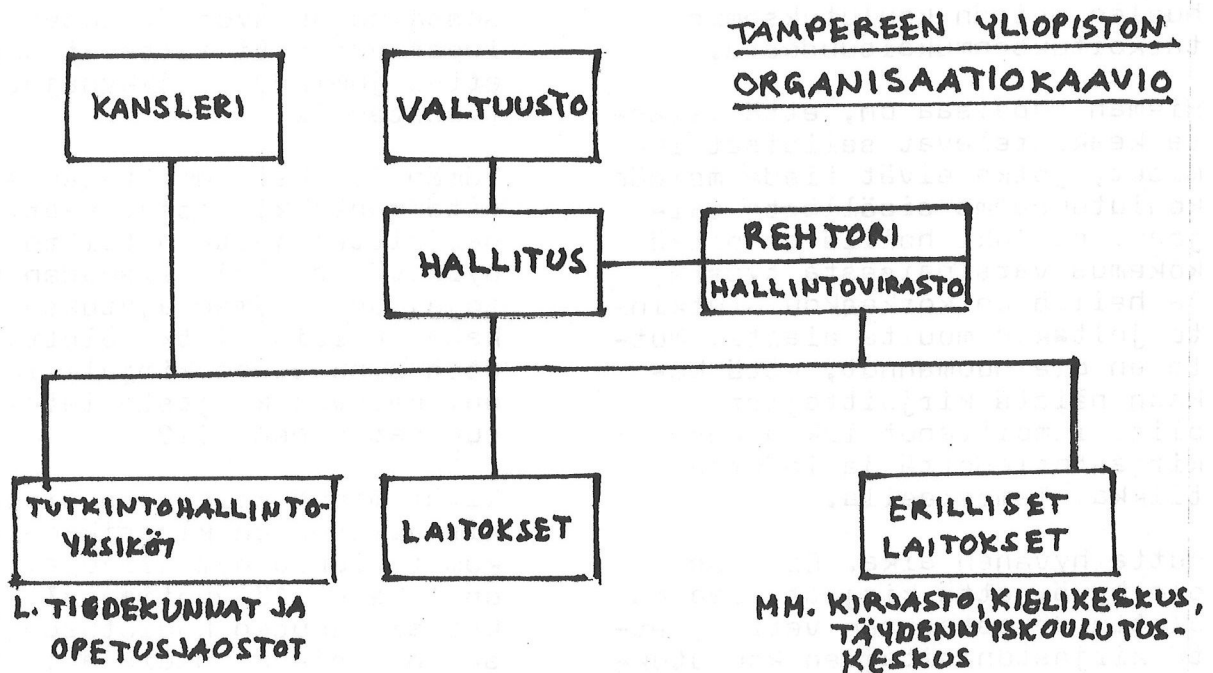 TAMPEREEN YLIOPISTON
ORGANISAATIOKAAVIO
KANSLERI
VALTUUSTO
HALLITUS
REHTORI
HALLINTOVIRASTO
TUTKINTOHALLINTO-
YKSIKÖT
LAITOKSET
ERILLISET
LAITOKSET
L. TIEDEKUNNAT JA
OPETUSJAOSTOT
MM. KIRJASTO, KIELIKESKUS,
TÄYDENNYSKOULUTUS-
KESKUS